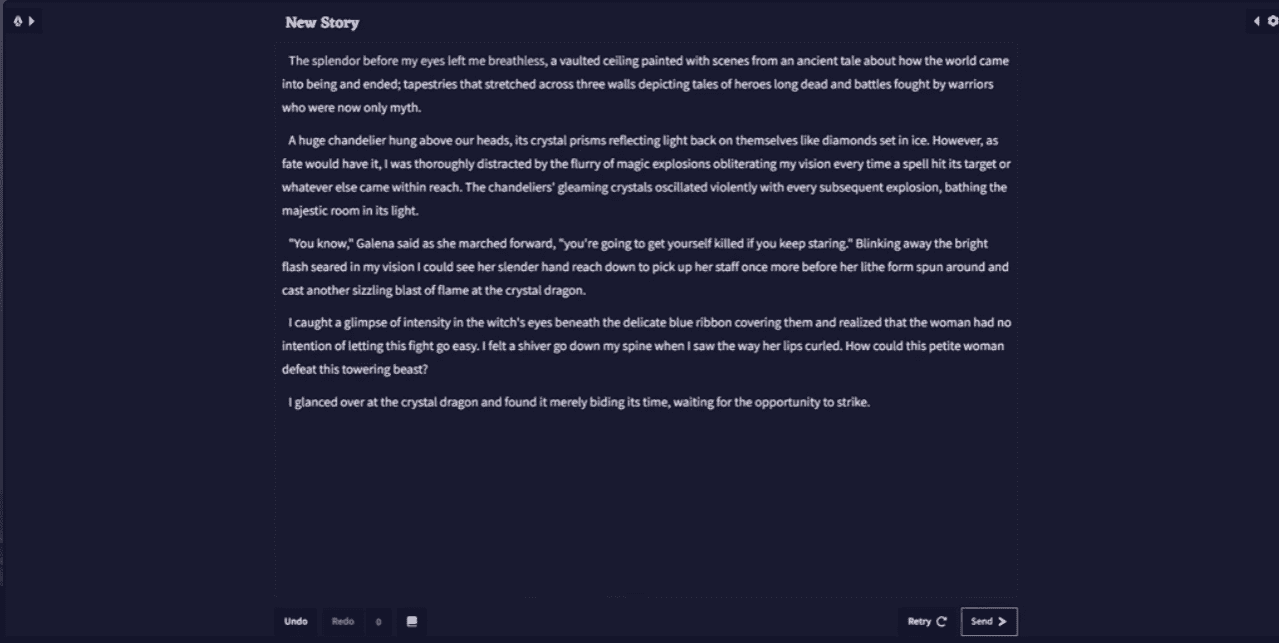 New Story
The splendor before my eyes left me breathless, a vaulted ceiling painted with scenes from an ancient tale about how the world came
into being and ended; tapestries that stretched across three walls depicting tales of heroes long dead and battles fought by warriors
who were now only myth.
A huge chandelier hung above our heads, its crystal prisms reflecting light back on themselves like diamonds set in ice. However, as
fate would have it, I was thoroughly distracted by the flurry of magic explosions obliterating my vision every time a spell hit its target or
whatever else came within reach. The chandeliers' gleaming crystals oscillated violently with every subsequent explosion, bathing the
majestic room in its light.
"You know," Galena said as she marched forward, "you're going to get yourself killed if you keep staring." Blinking away the bright
flash seared in my vision I could see her slender hand reach down to pick up her staff once more before her lithe form spun around and
cast another sizzling blast of flame at the crystal dragon.
I caught a glimpse of intensity in the witch's eyes beneath the delicate blue ribbon covering them and realized that the woman had no
intention of letting this fight go easy. I felt a shiver go down my spine when I saw the way her lips curled. How could this petite woman
defeat this towering beast?
I glanced over at the crystal dragon and found it merely biding its time, waiting for the opportunity to strike.
Undo Redo 0 Retry Send